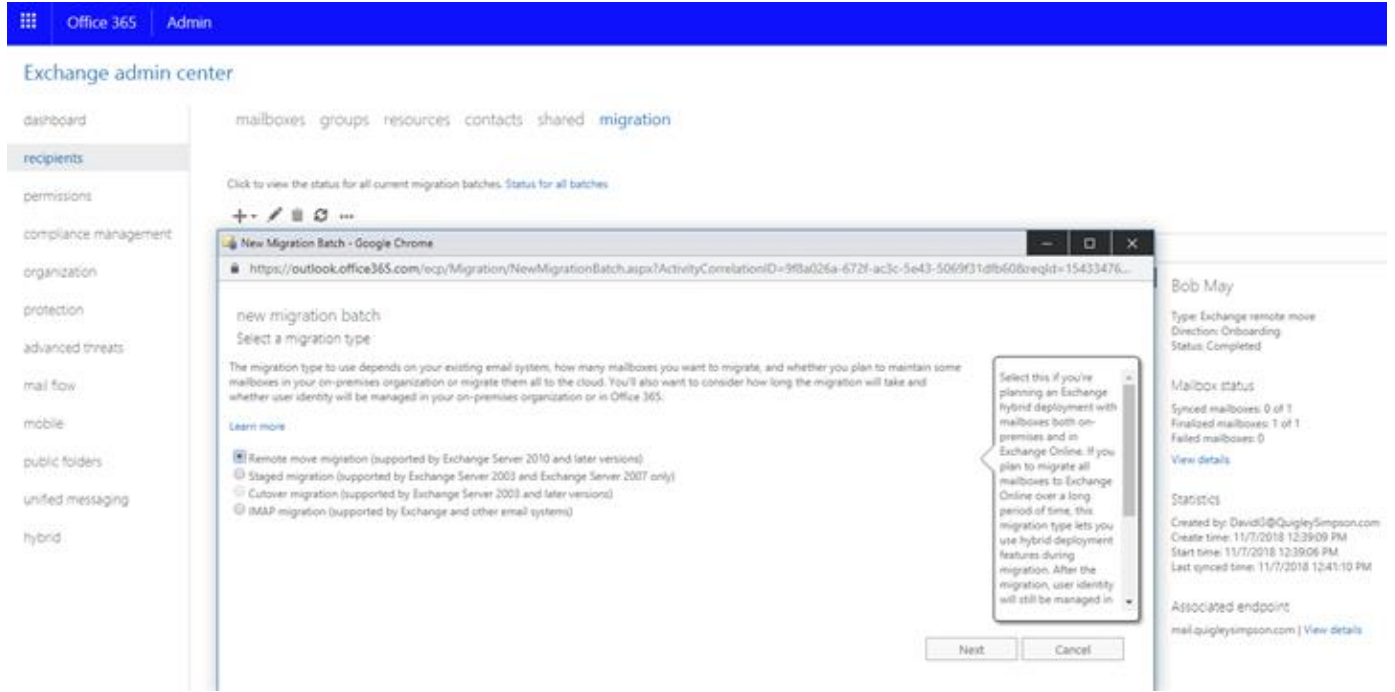 Office 365 Admin
Exchange admin center
dashboard
recipients
permissions
compliance management
organization
protection
advanced threats
mail flow
mobile
public folders
unified messaging
hybrid
mailboxes groups resources contacts shared migration
Click to view the status for all current migration batches. Status for all batches
New Migration Batch - Google Chrome
new migration batch
Select a migration type
The migration type to use depends on your existing email system, how many mailboxes you want to migrate, and whether you plan to maintain some
mailboxes in your on-premises organization or migrate them all to the cloud. You'll also want to consider how long the migration will take and
whether user identity will be managed in your on-premises organization or in Office 365.
Learn more
Remote move migration (supported by Exchange Server 2010 and later versions)
Staged migration (supported by Exchange Server 2003 and Exchange Server 2007 only)
Cutover migration (supported by Exchange Server 2003 and later versions)
IMAP migration (supported by Exchange and other email systems)
Select this if you're
planning an Exchange
hybrid deployment with
mailboxes both on-
premises and in
Exchange Online. If you
plan to migrate all
mailboxes to Exchange
Online over a long
period of time, this
migration type lets you
use hybrid deployment
features during
migration. After the
migration, user identity
will still be managed in
Next Cancel
Bob May
Type: Exchange remote move
Direction: Onboarding
Status: Completed
Mailbox status
Synced mailboxes: 0 of 1
Finalized mailboxes: 1 of 1
Failed mailboxes: 0
View details
Statistics
Created by: DavidG@QuigleySimpson.com
Create time: 11/7/2018 12:39:09 PM
Start time: 11/7/2018 12:39:06 PM
Last synced time: 11/7/2018 12:41:10 PM
Associated endpoint
mail.quigleysimpson.com | View details